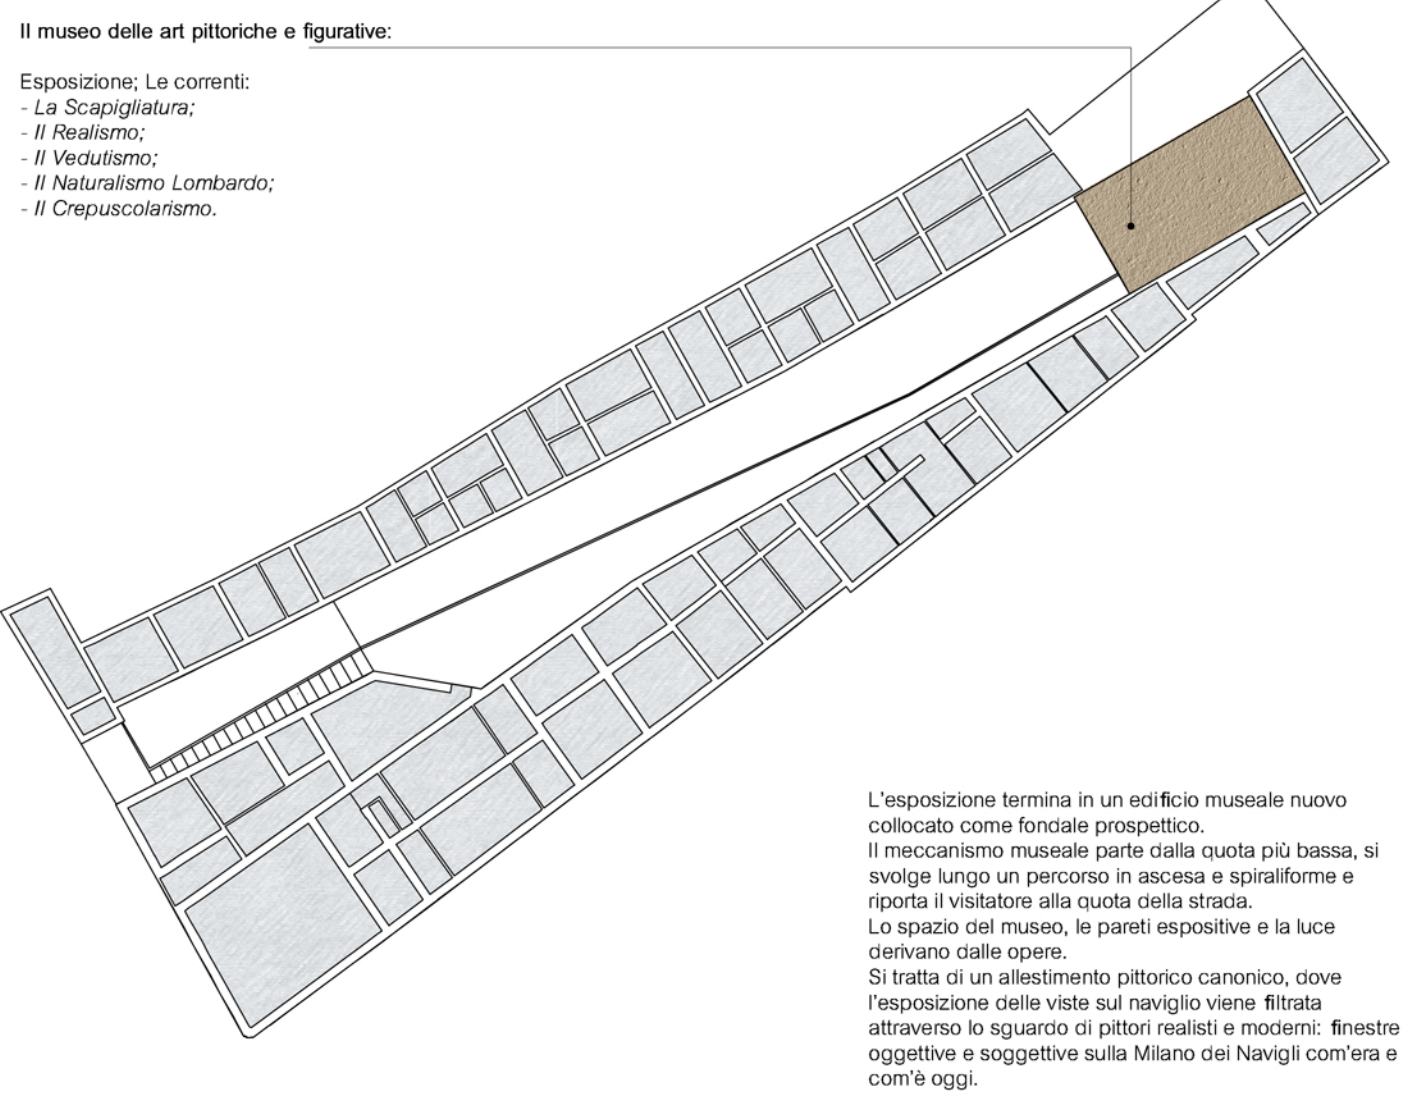 Il museo delle art pittoriche e figurative:
Esposizione; Le correnti:
- La Scapigliatura;
- Il Realismo;
- Il Vedutismo;
- Il Naturalismo Lombardo;
- Il Crepuscolarismo.
L'esposizione termina in un edificio museale nuovo
collocato come fondale prospettico.
Il meccanismo museale parte dalla quota più bassa, si
svolge lungo un percorso in ascesa e spiraliforme e
riporta il visitatore alla quota della strada.
Lo spazio del museo, le pareti espositive e la luce
derivano dalle opere.
Si tratta di un allestimento pittorico canonico, dove
l'esposizione delle viste sul naviglio viene filtrata
attraverso lo sguardo di pittori realisti e moderni: finestre
oggettive e soggettive sulla Milano dei Navigli com'era e
com'è oggi.